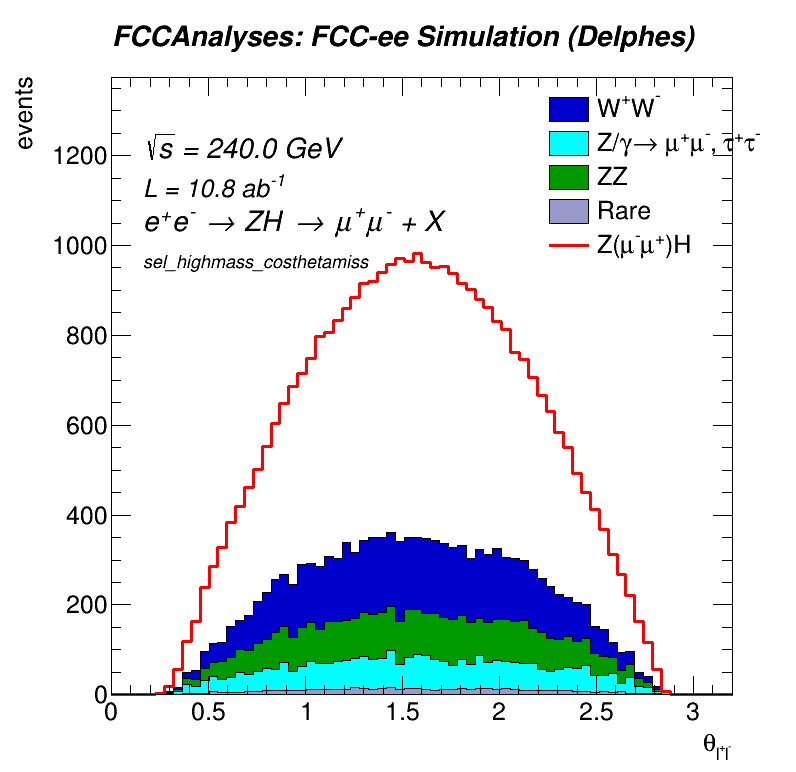 FCCAnalyses: FCC-ee Simulation (Delphes)
events
√s = 240.0 GeV
L = 10.8 ab⁻¹
e⁺e⁻ → ZH → μ⁺μ⁻ + X
sel_highmass_costhetamiss
W⁺W⁻
Z/γ→ μ⁺μ⁻, τ⁺τ⁻
ZZ
Rare
Z(μ⁻μ⁺)H
1200
1000
800
600
400
200
0
0 0.5 1 1.5 2 2.5 3
θ_{l⁺l⁻}